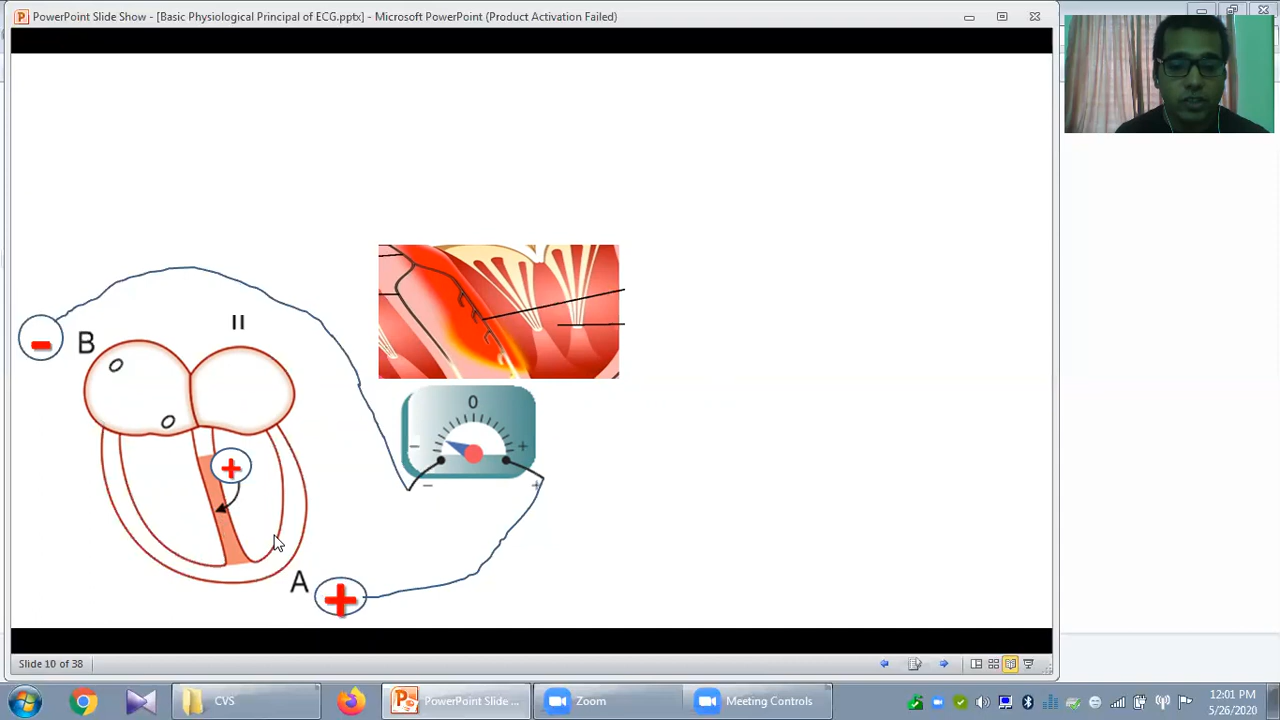 PowerPoint Slide Show - [Basic Physiological Principal of ECG.pptx] - Microsoft PowerPoint (Product Activation Failed)
II
B
0
− +
− +
A
Slide 10 of 38
CVS
PowerPoint Slide ...
Zoom
Meeting Controls
12:01 PM
5/26/2020